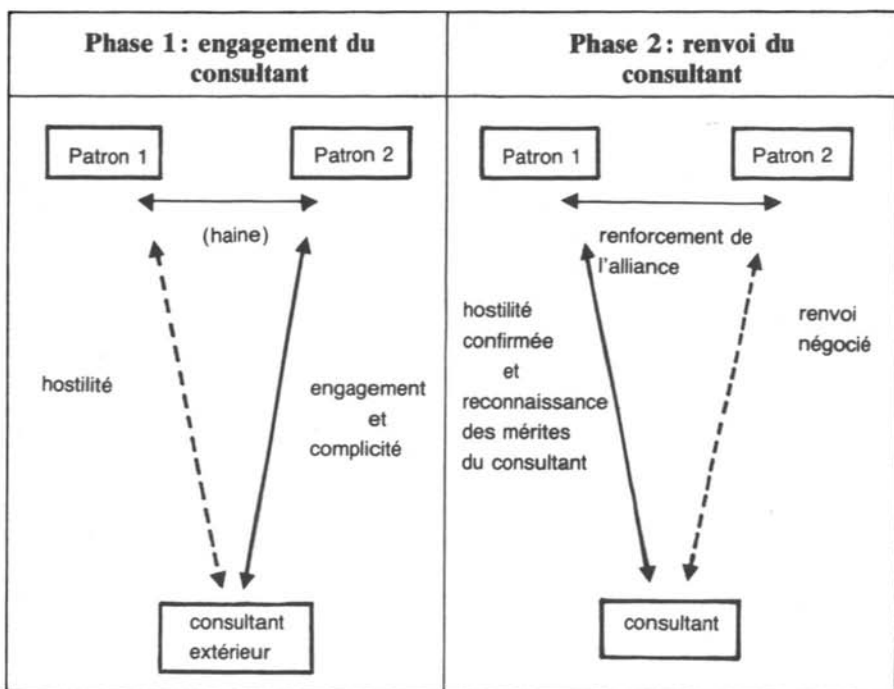 Phase 1 : engagement du
consultant
Patron 1
Patron 2
(haine)
hostilité
engagement
et
complicité
consultant
extérieur
Phase 2 : renvoi du
consultant
Patron 1
Patron 2
renforcement de
l'alliance
hostilité
confirmée
et
reconnaissance
des mérites
du consultant
renvoi
négocié
consultant